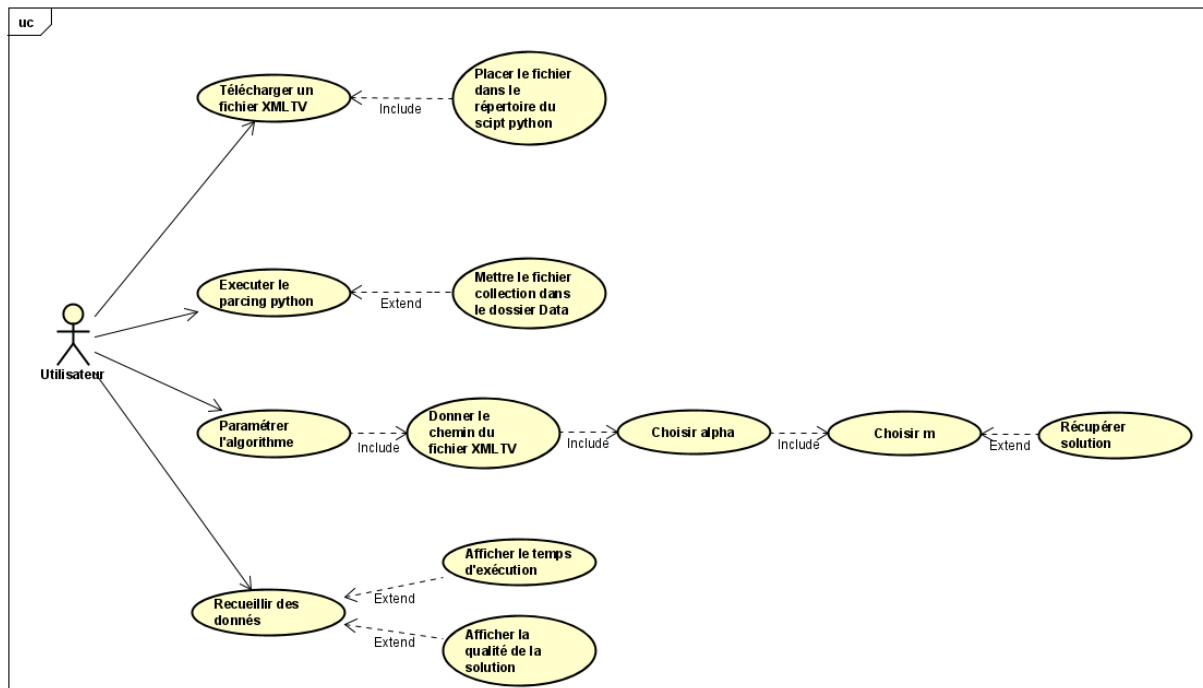 uc
Télécharger un
fichier XMLTV
Include
Placer le fichier
dans le
répertoire du
scipt python
Executer le
parcing python
Extend
Mettre le fichier
collection dans
le dossier Data
Utilisateur
Paramétrer
l'algorithme
Include
Donner le
chemin du
fichier XMLTV
Include
Choisir alpha
Include
Choisir m
Extend
Récupérer
solution
Recueillir des
donnés
Extend
Afficher le temps
d'exécution
Extend
Afficher la
qualité de la
solution